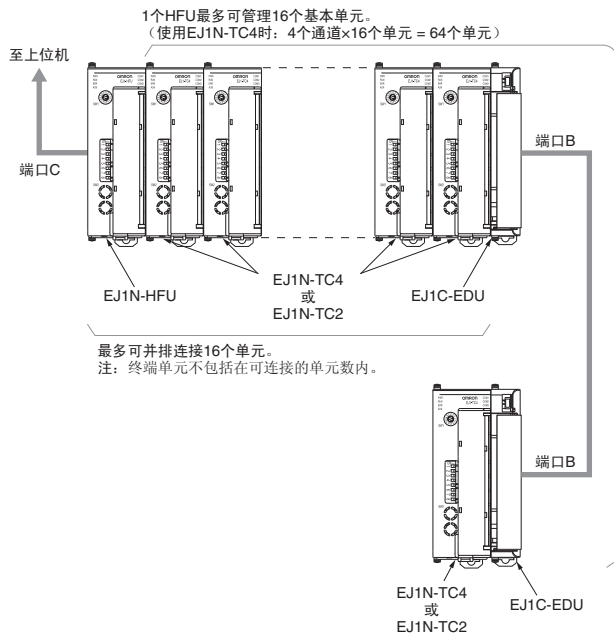 1个HFU最多可管理16个基本单元。
（使用EJ1N-TC4时：4个通道×16个单元 = 64个单元）
至上位机
端口C
端口B
EJ1N-HFU
EJ1N-TC4
或
EJ1N-TC2
EJ1C-EDU
最多可并排连接16个单元。
注：终端单元不包括在可连接的单元数内。
端口B
EJ1N-TC4
或
EJ1N-TC2
EJ1C-EDU